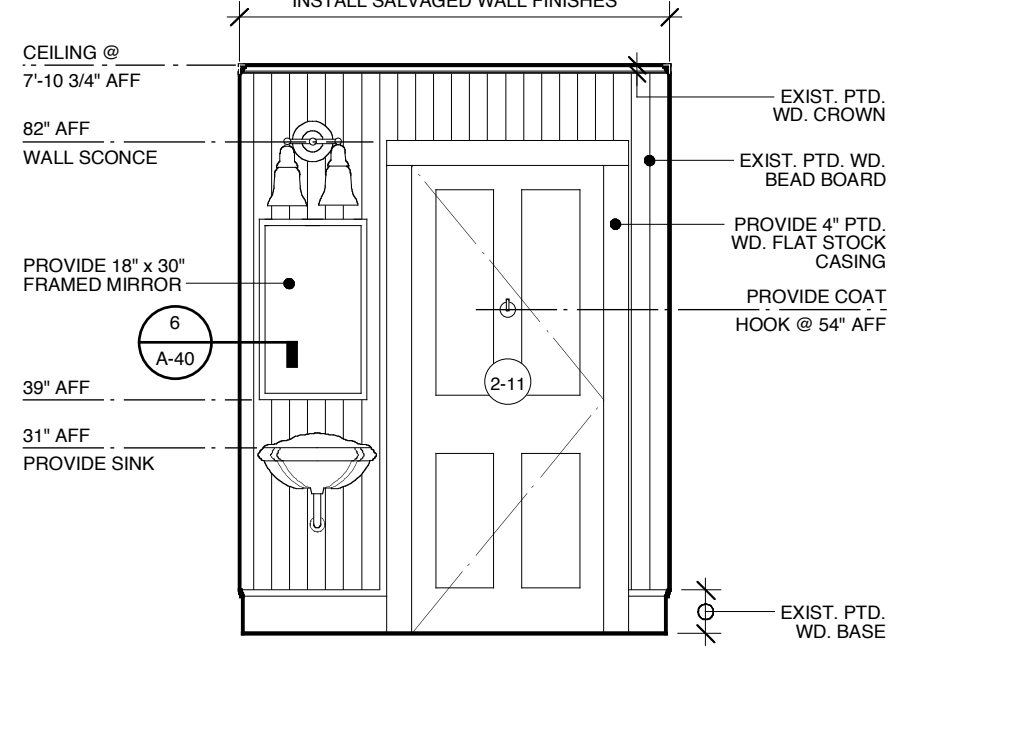 INSTALL SALVAGED WALL FINISHES
CEILING @
7'-10 3/4" AFF
82" AFF
WALL SCONCE
PROVIDE 18" x 30"
FRAMED MIRROR
6
A-40
39" AFF
31" AFF
PROVIDE SINK
2-11
EXIST. PTD.
WD. CROWN
EXIST. PTD. WD.
BEAD BOARD
PROVIDE 4" PTD.
WD. FLAT STOCK
CASING
PROVIDE COAT
HOOK @ 54" AFF
EXIST. PTD.
WD. BASE